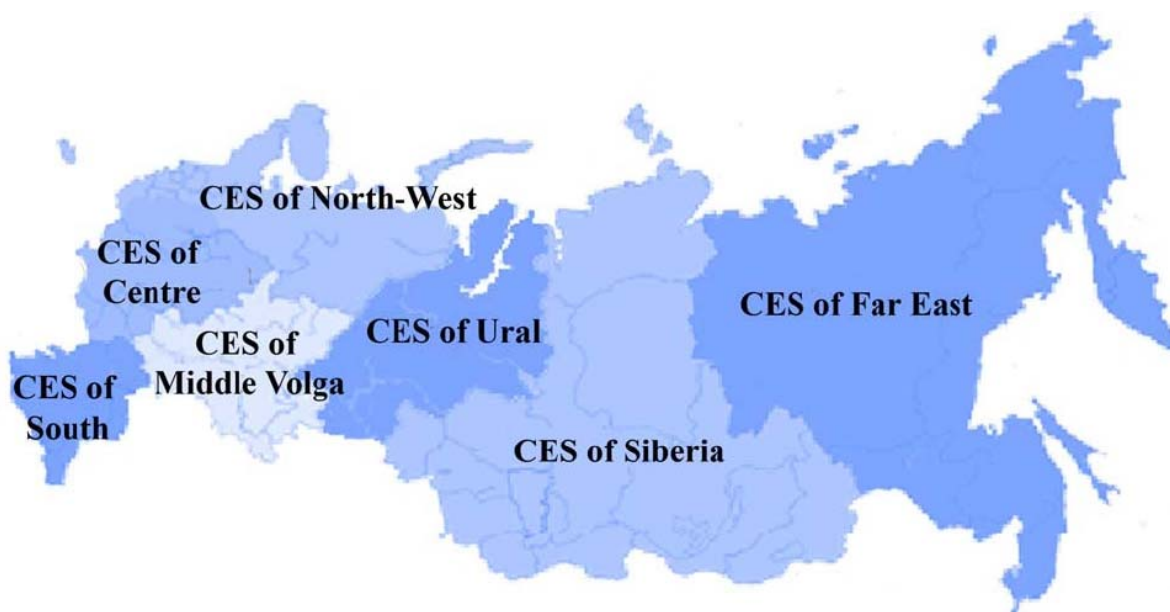 CES of North-West
CES of
Centre
CES of Far East
CES of Ural
CES of
Middle Volga
CES of
South
CES of Siberia